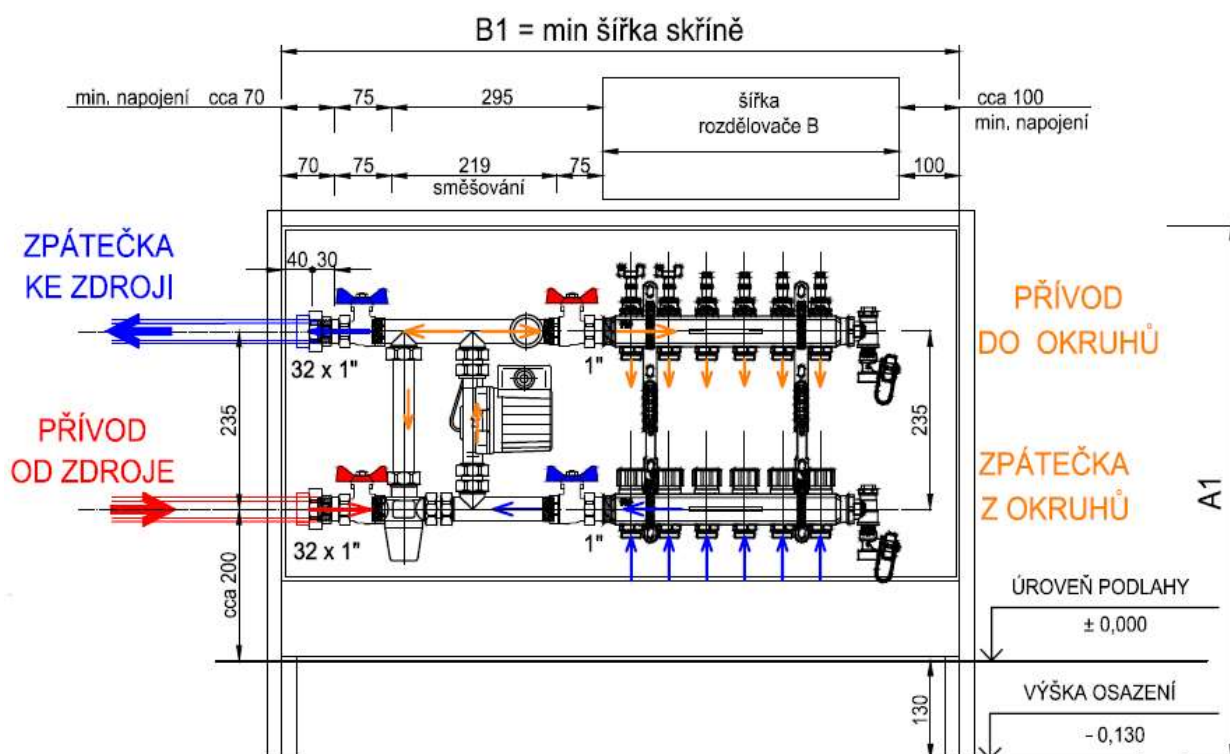 B1 = min šířka skříně
min. napojení cca 70 75 295
šířka
rozdělovače B
cca 100
min. napojení
70 75 219 75 100
směšování
ZPÁTEČKA
KE ZDROJI
40 30
32 x 1"
1"
PŘÍVOD
DO OKRUHŮ
235
235
PŘÍVOD
OD ZDROJE
32 x 1"
1"
ZPÁTEČKA
Z OKRUHŮ
A1
cca 200
ÚROVEŇ PODLAHY
± 0,000
130
VÝŠKA OSAZENÍ
- 0,130